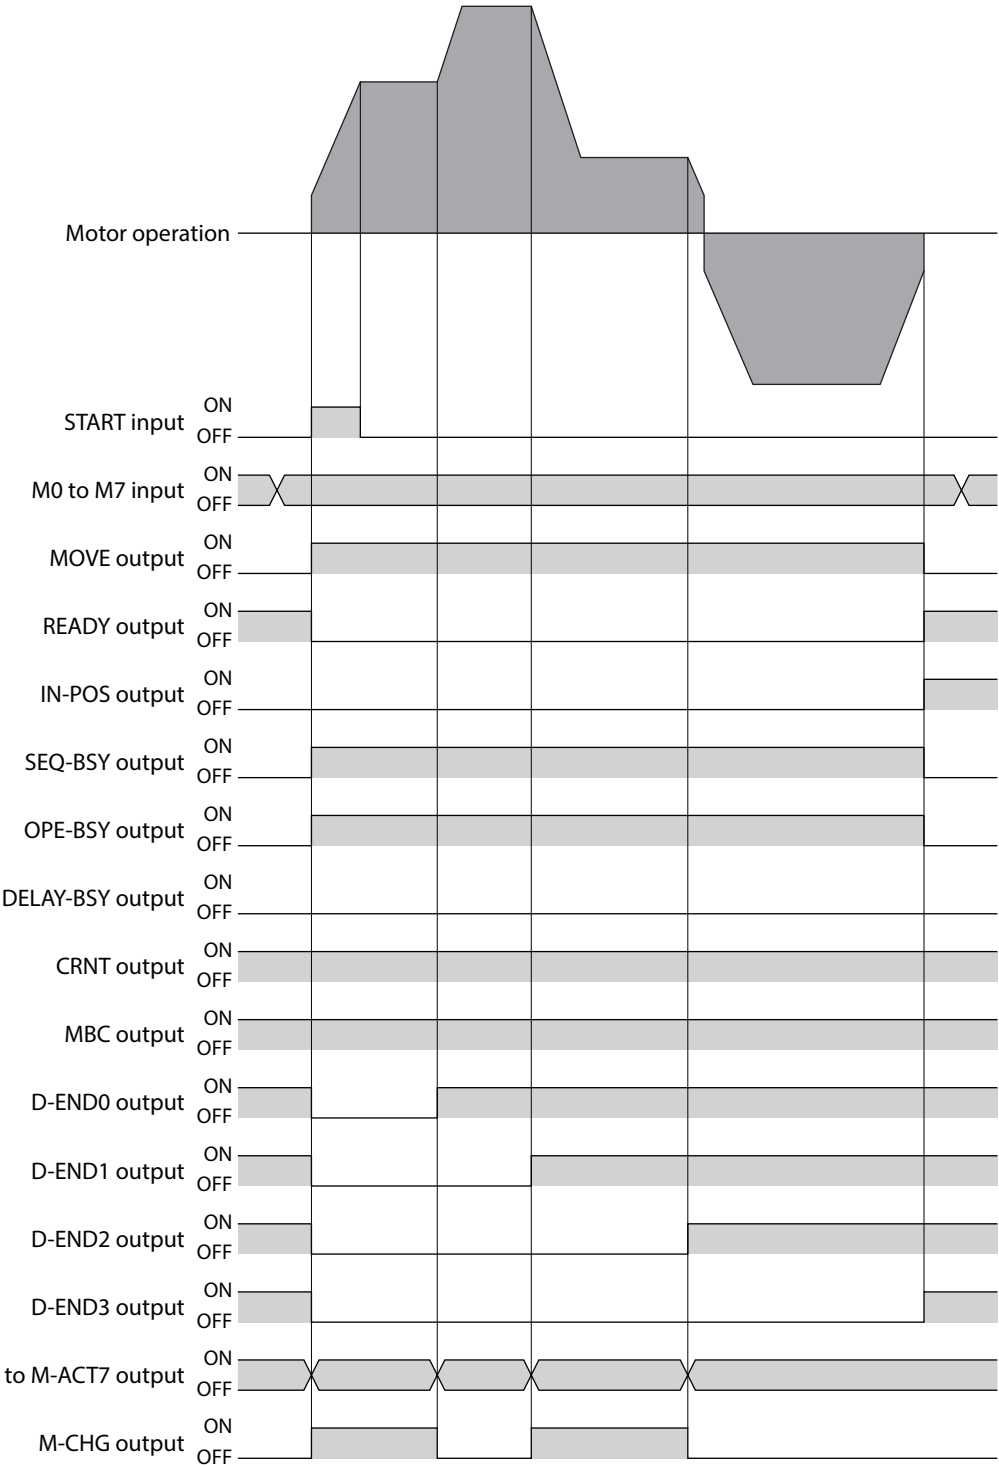 Motor operation
START input ON
OFF
M0 to M7 input ON
OFF
MOVE output ON
OFF
READY output ON
OFF
IN-POS output ON
OFF
SEQ-BSY output ON
OFF
OPE-BSY output ON
OFF
DELAY-BSY output ON
OFF
CRNT output ON
OFF
MBC output ON
OFF
D-END0 output ON
OFF
D-END1 output ON
OFF
D-END2 output ON
OFF
D-END3 output ON
OFF
to M-ACT7 output ON
OFF
M-CHG output ON
OFF